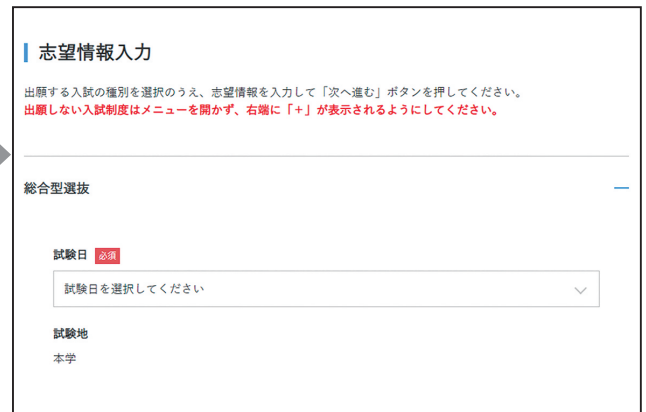 志望情報入力
出願する入試の種別を選択のうえ、志望情報を入力して「次へ進む」ボタンを押してください。
出願しない入試制度はメニューを開かず、右端に「＋」が表示されるようにしてください。
総合型選抜
試験日 必須
試験日を選択してください
試験地
本学